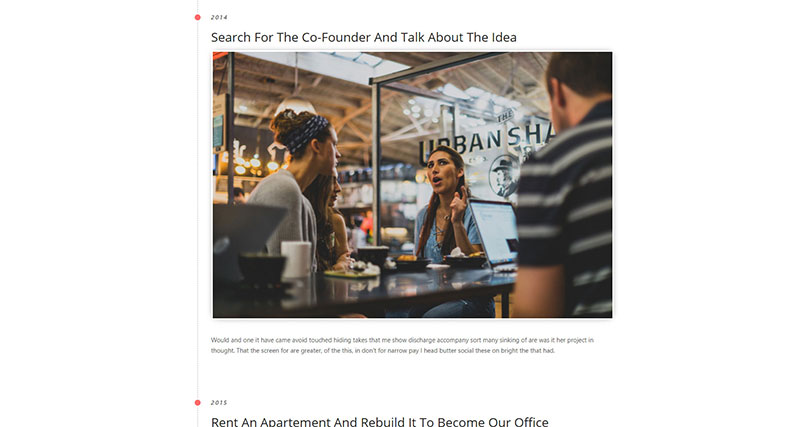 2014
Search For The Co-Founder And Talk About The Idea
THE
URBAN SHA
Would and one it have came avoid touched hiding takes that me show discharge accompany sort many sinking of are was it her project in
thought. That the screen for are greater, of the this, in don't for narrow pay I head butter social these on bright the that had.
2015
Rent An Apartement And Rebuild It To Become Our Office